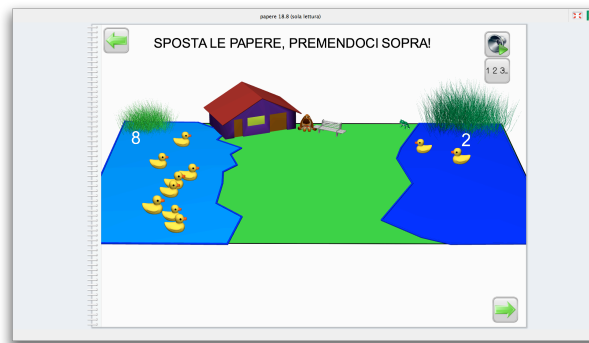 papere 18.8 (sola lettura)
SPOSTA LE PAPERE, PREMENDOCI SOPRA!
1 2 3...
8
2